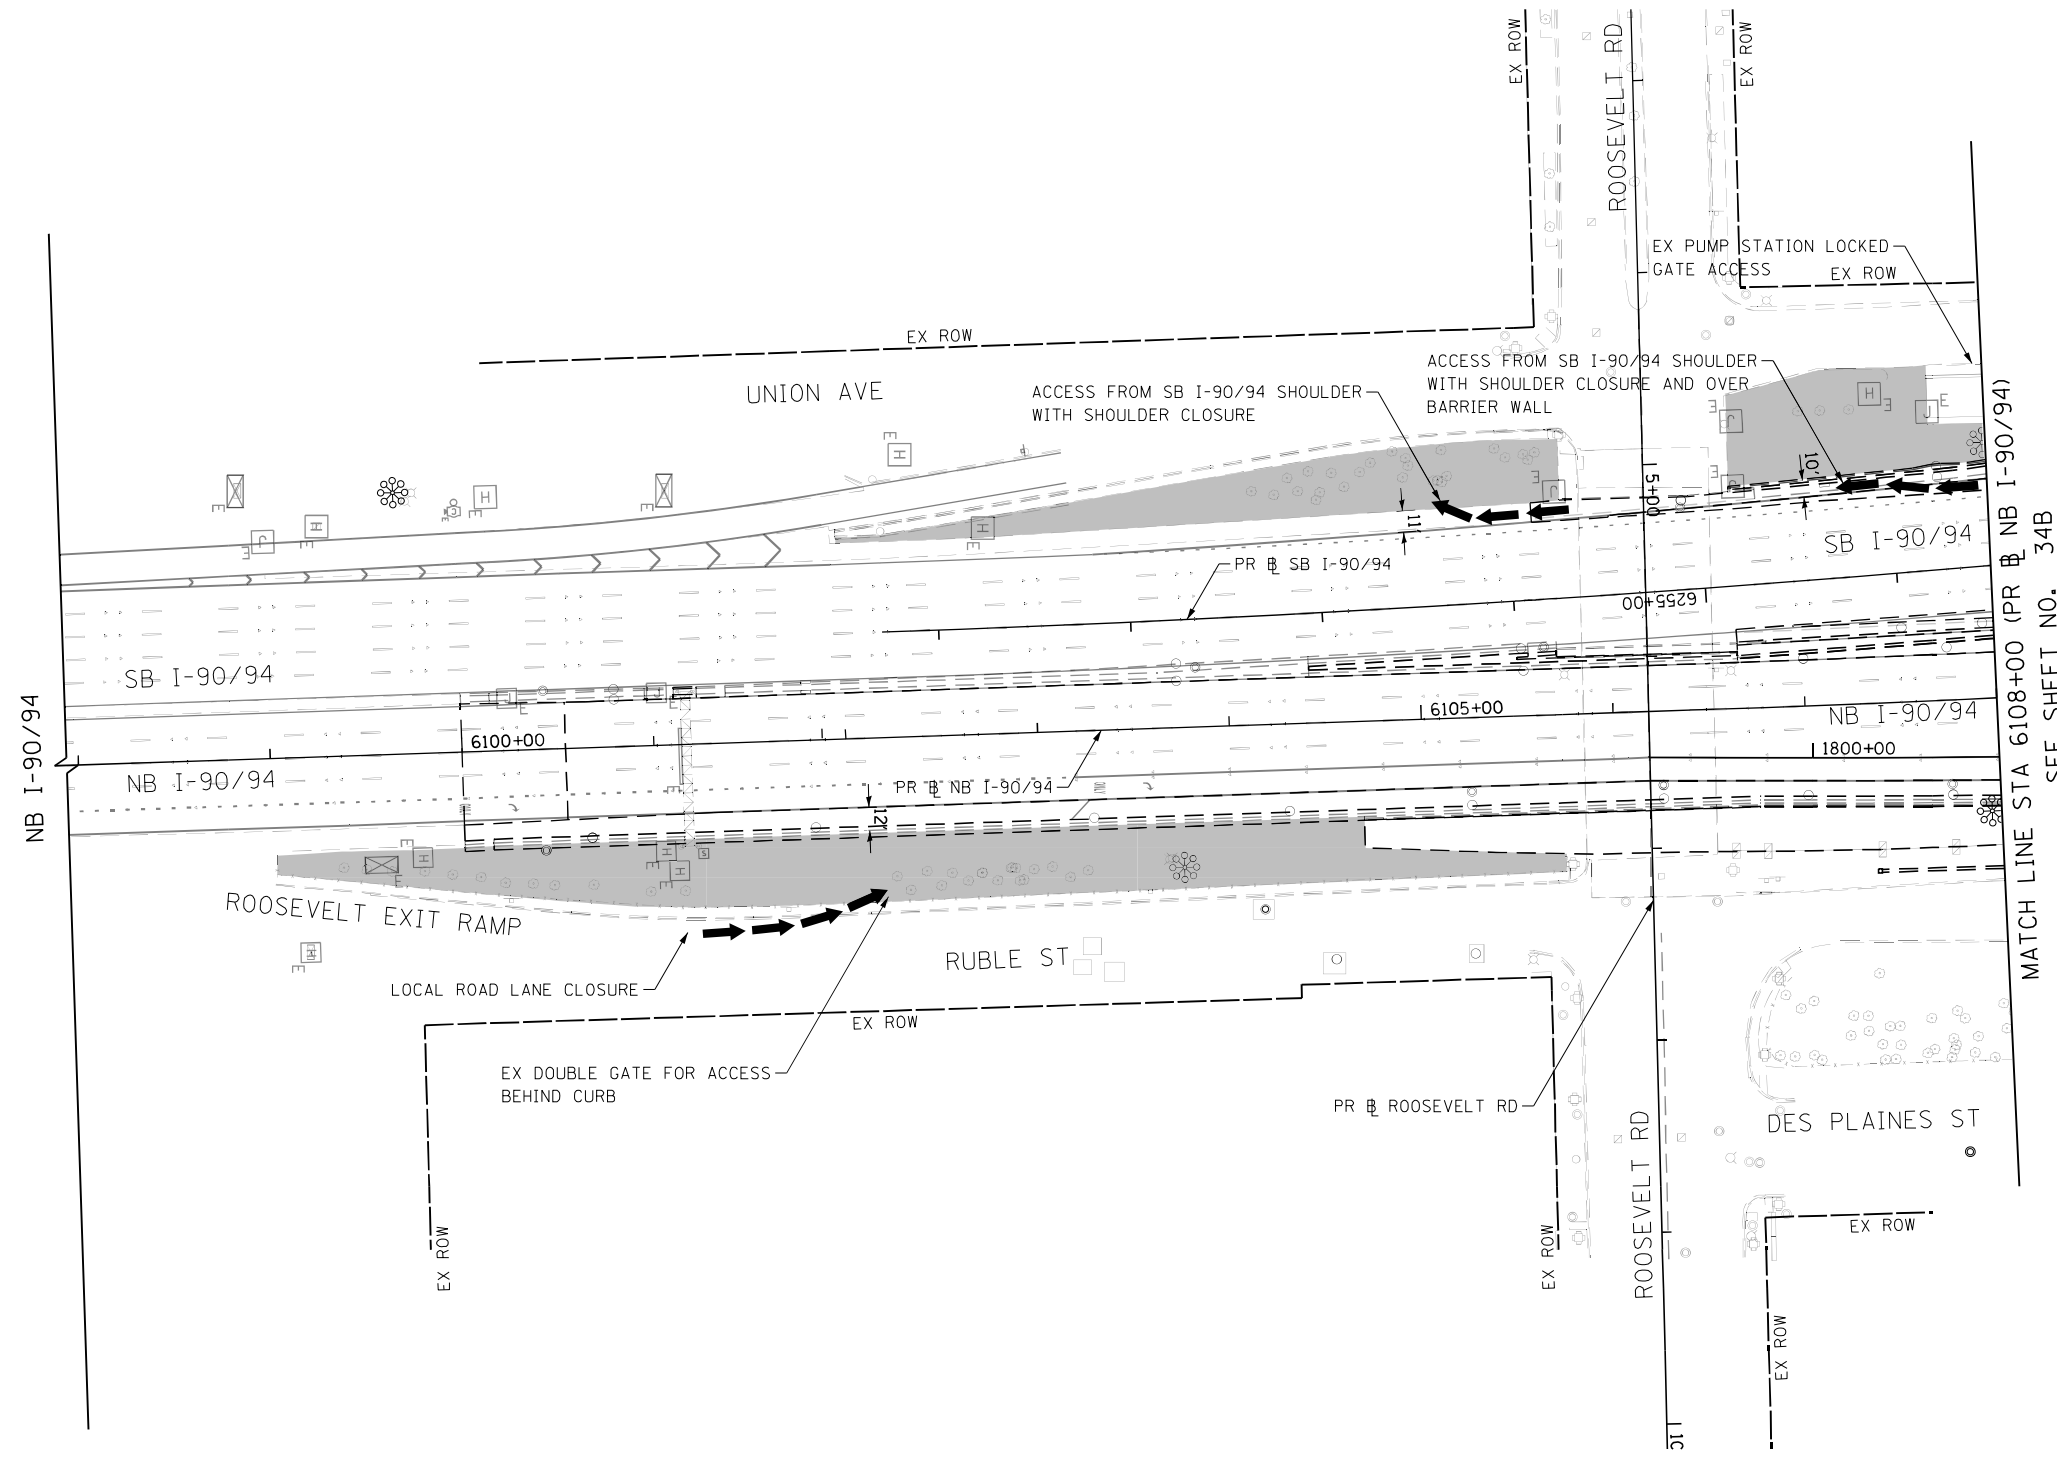 ROOSEVELT RD
EX ROW
EX ROW
EX PUMP STATION LOCKED
GATE ACCESS
EX ROW
EX ROW
UNION AVE
ACCESS FROM SB I-90/94 SHOULDER
WITH SHOULDER CLOSURE
ACCESS FROM SB I-90/94 SHOULDER
WITH SHOULDER CLOSURE AND OVER
BARRIER WALL
10'
11'
5+00
SB I-90/94
PR ℄ SB I-90/94
6255+00
SB I-90/94
NB I-90/94
6100+00
6105+00
NB I-90/94
1800+00
NB I-90/94
PR ℄ NB I-90/94
12'
MATCH LINE STA 6108+00 (PR ℄ NB I-90/94)
SEE SHEET NO. 34B
ROOSEVELT EXIT RAMP
RUBLE ST
LOCAL ROAD LANE CLOSURE
EX ROW
EX DOUBLE GATE FOR ACCESS
BEHIND CURB
PR ℄ ROOSEVELT RD
DES PLAINES ST
ROOSEVELT RD
EX ROW
EX ROW
EX ROW
EX ROW